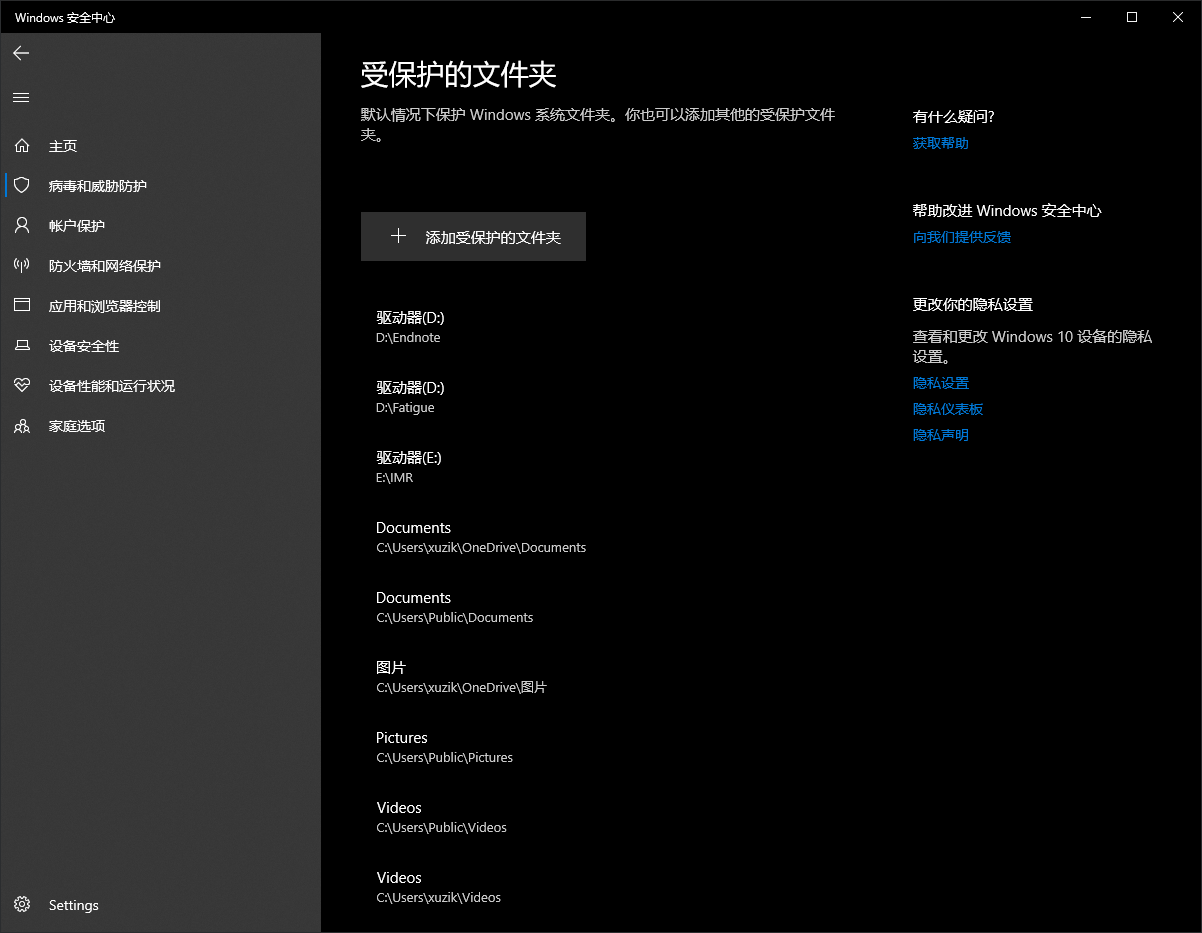 Windows 安全中心
主页
病毒和威胁防护
帐户保护
防火墙和网络保护
应用和浏览器控制
设备安全性
设备性能和运行状况
家庭选项
Settings
受保护的文件夹
默认情况下保护 Windows 系统文件夹。你也可以添加其他的受保护文件
夹。
添加受保护的文件夹
驱动器(D:)
D:\Endnote
驱动器(D:)
D:\Fatigue
驱动器(E:)
E:\IMR
Documents
C:\Users\xuzik\OneDrive\Documents
Documents
C:\Users\Public\Documents
图片
C:\Users\xuzik\OneDrive\图片
Pictures
C:\Users\Public\Pictures
Videos
C:\Users\Public\Videos
Videos
C:\Users\xuzik\Videos
有什么疑问?
获取帮助
帮助改进 Windows 安全中心
向我们提供反馈
更改你的隐私设置
查看和更改 Windows 10 设备的隐私
设置。
隐私设置
隐私仪表板
隐私声明